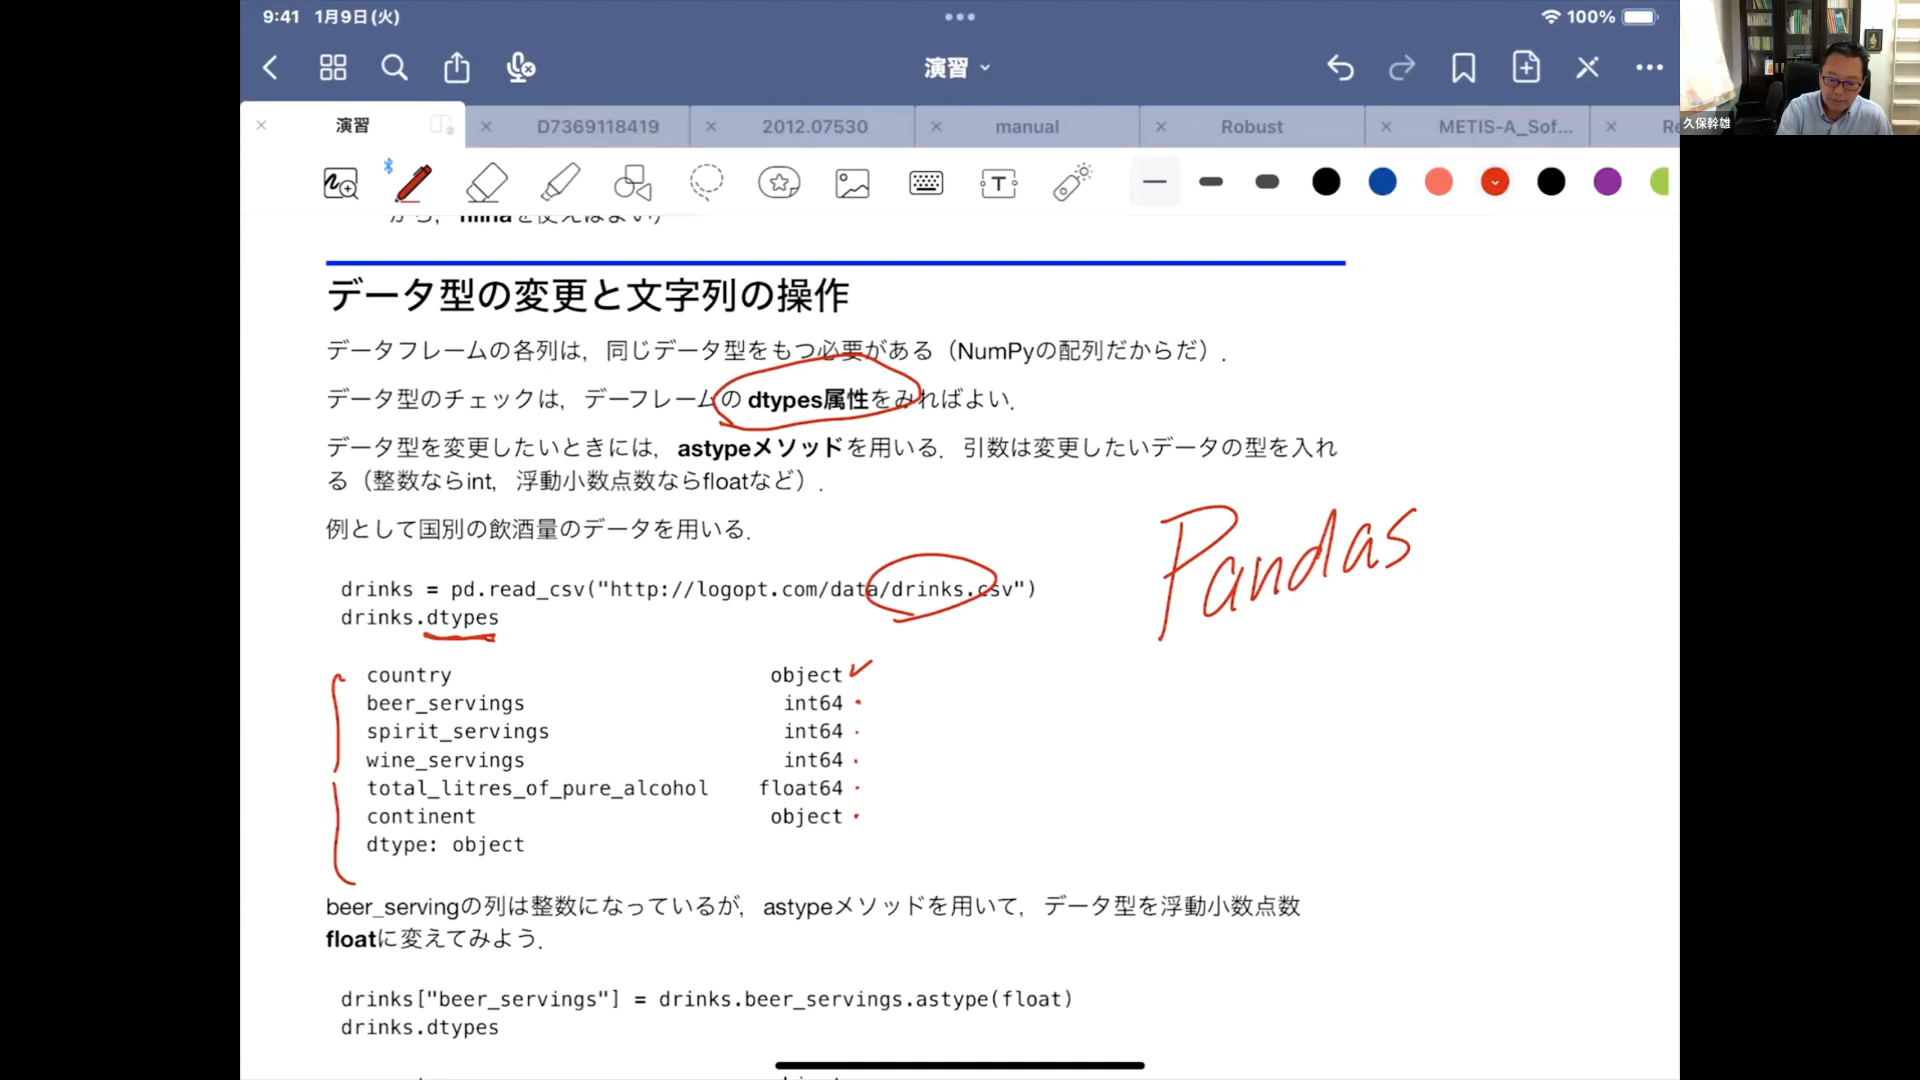 9:41 1月9日(火)
100%
演習
演習
D7369118419
2012.07530
manual
Robust
METIS-A_Sof...
久保幹雄
データ型の変更と文字列の操作
データフレームの各列は，同じデータ型をもつ必要がある（NumPyの配列だからだ）．
データ型のチェックは，デーフレームの dtypes属性をみればよい．
データ型を変更したいときには，astypeメソッドを用いる．引数は変更したいデータの型を入れ
る（整数ならint，浮動小数点数ならfloatなど）．
例として国別の飲酒量のデータを用いる．
Pandas
drinks = pd.read_csv("http://logopt.com/data/drinks.csv")
drinks.dtypes
country object
beer_servings int64
spirit_servings int64
wine_servings int64
total_litres_of_pure_alcohol float64
continent object
dtype: object
beer_servingの列は整数になっているが，astypeメソッドを用いて，データ型を浮動小数点数
floatに変えてみよう．
drinks["beer_servings"] = drinks.beer_servings.astype(float)
drinks.dtypes